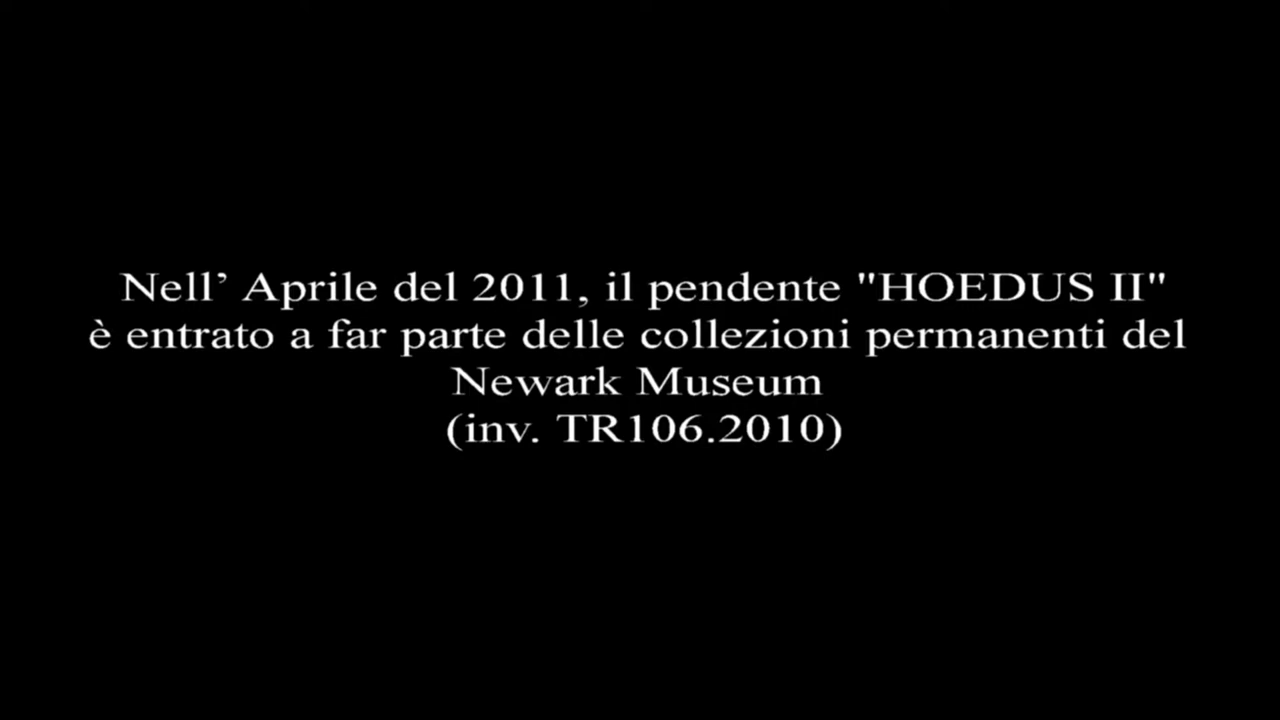 Nell’ Aprile del 2011, il pendente "HOEDUS II"
è entrato a far parte delle collezioni permanenti del
Newark Museum
(inv. TR106.2010)